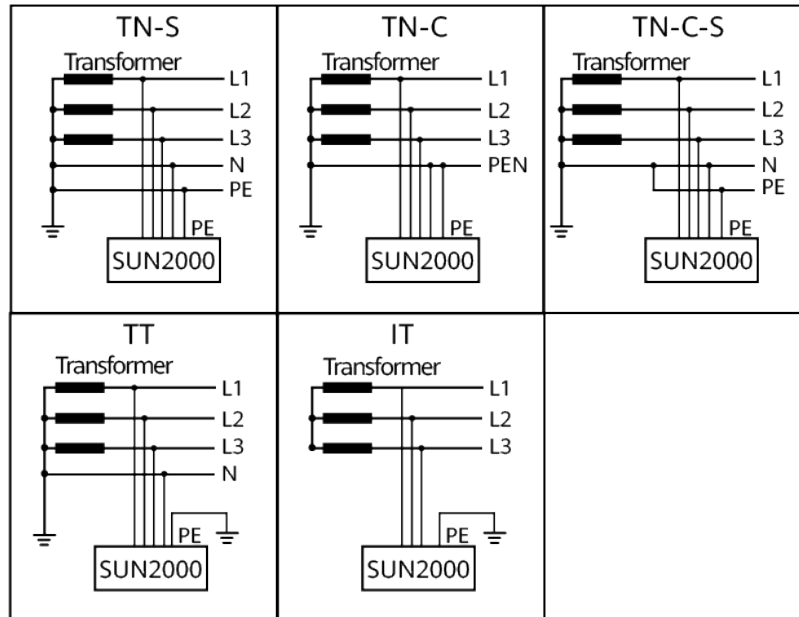 TN-S
Transformer
L1
L2
L3
N
PE
PE
SUN2000
TN-C
Transformer
L1
L2
L3
PEN
PE
SUN2000
TN-C-S
Transformer
L1
L2
L3
N
PE
PE
SUN2000
TT
Transformer
L1
L2
L3
N
PE
SUN2000
IT
Transformer
L1
L2
L3
PE
SUN2000